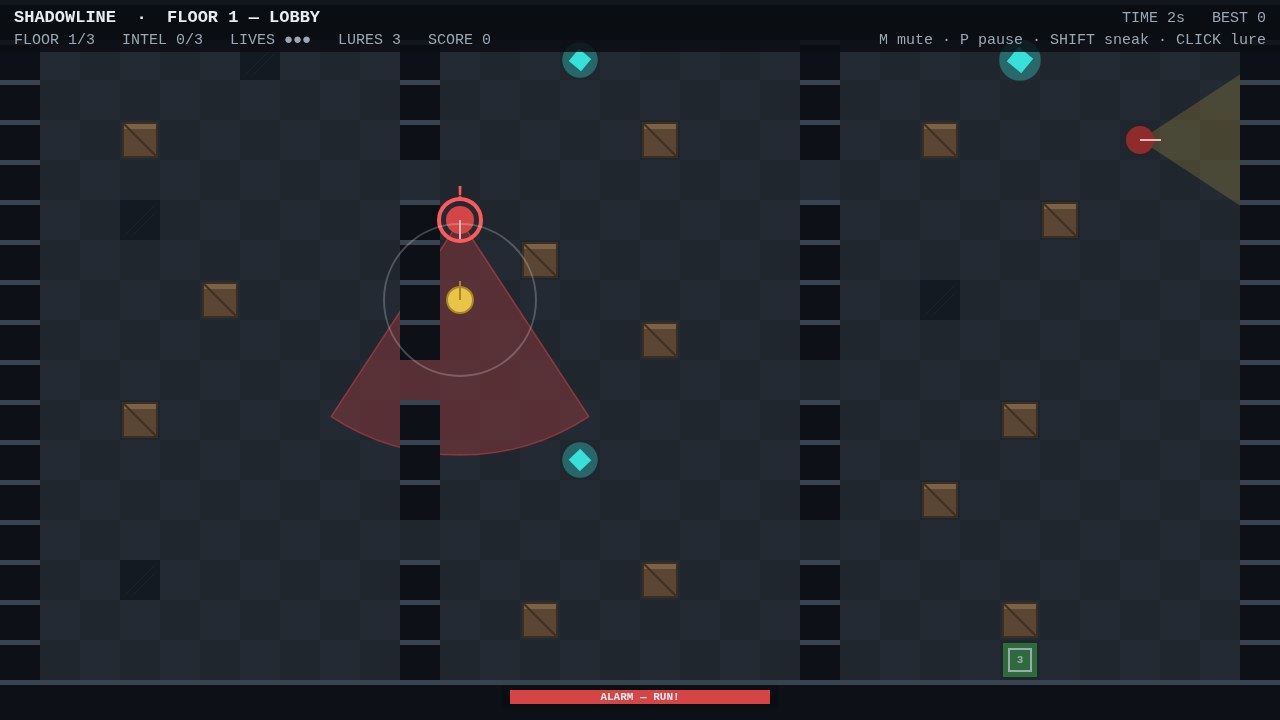 SHADOWLINE · FLOOR 1 — LOBBY
TIME 2s BEST 0
FLOOR 1/3 INTEL 0/3 LIVES ●●● LURES 3 SCORE 0
M mute · P pause · SHIFT sneak · CLICK lure
!
3
ALARM — RUN!